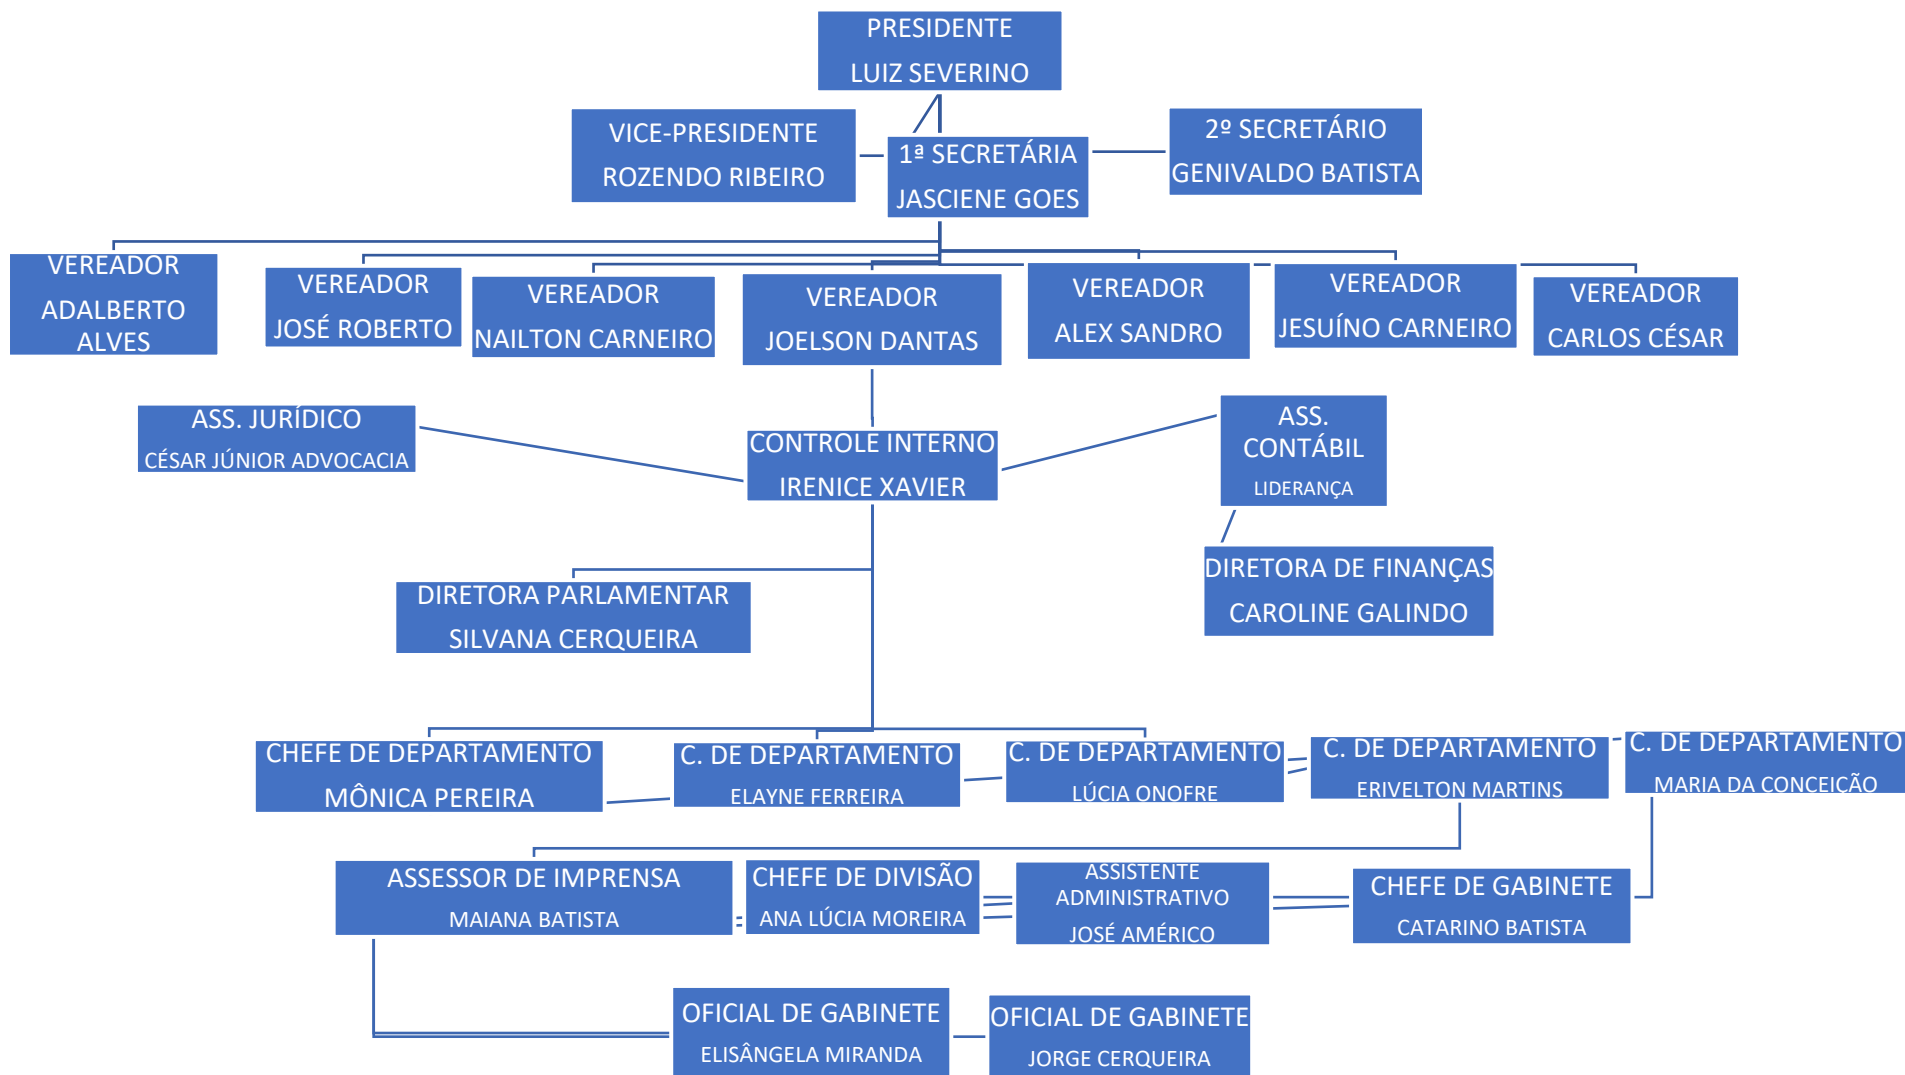 PRESIDENTE
LUIZ SEVERINO
VICE-PRESIDENTE
ROZENDO RIBEIRO
1ª SECRETÁRIA
JASCIENE GOES
2º SECRETÁRIO
GENIVALDO BATISTA
VEREADOR
ADALBERTO
ALVES
VEREADOR
JOSÉ ROBERTO
VEREADOR
NAILTON CARNEIRO
VEREADOR
JOELSON DANTAS
VEREADOR
ALEX SANDRO
VEREADOR
JESUÍNO CARNEIRO
VEREADOR
CARLOS CÉSAR
ASS. JURÍDICO
CÉSAR JÚNIOR ADVOCACIA
CONTROLE INTERNO
IRENICE XAVIER
ASS.
CONTÁBIL
LIDERANÇA
DIRETORA PARLAMENTAR
SILVANA CERQUEIRA
DIRETORA DE FINANÇAS
CAROLINE GALINDO
CHEFE DE DEPARTAMENTO
MÔNICA PEREIRA
C. DE DEPARTAMENTO
ELAYNE FERREIRA
C. DE DEPARTAMENTO
LÚCIA ONOFRE
C. DE DEPARTAMENTO
ERIVELTON MARTINS
C. DE DEPARTAMENTO
MARIA DA CONCEIÇÃO
ASSESSOR DE IMPRENSA
MAIANA BATISTA
CHEFE DE DIVISÃO
ANA LÚCIA MOREIRA
ASSISTENTE
ADMINISTRATIVO
JOSÉ AMÉRICO
CHEFE DE GABINETE
CATARINO BATISTA
OFICIAL DE GABINETE
ELISÂNGELA MIRANDA
OFICIAL DE GABINETE
JORGE CERQUEIRA